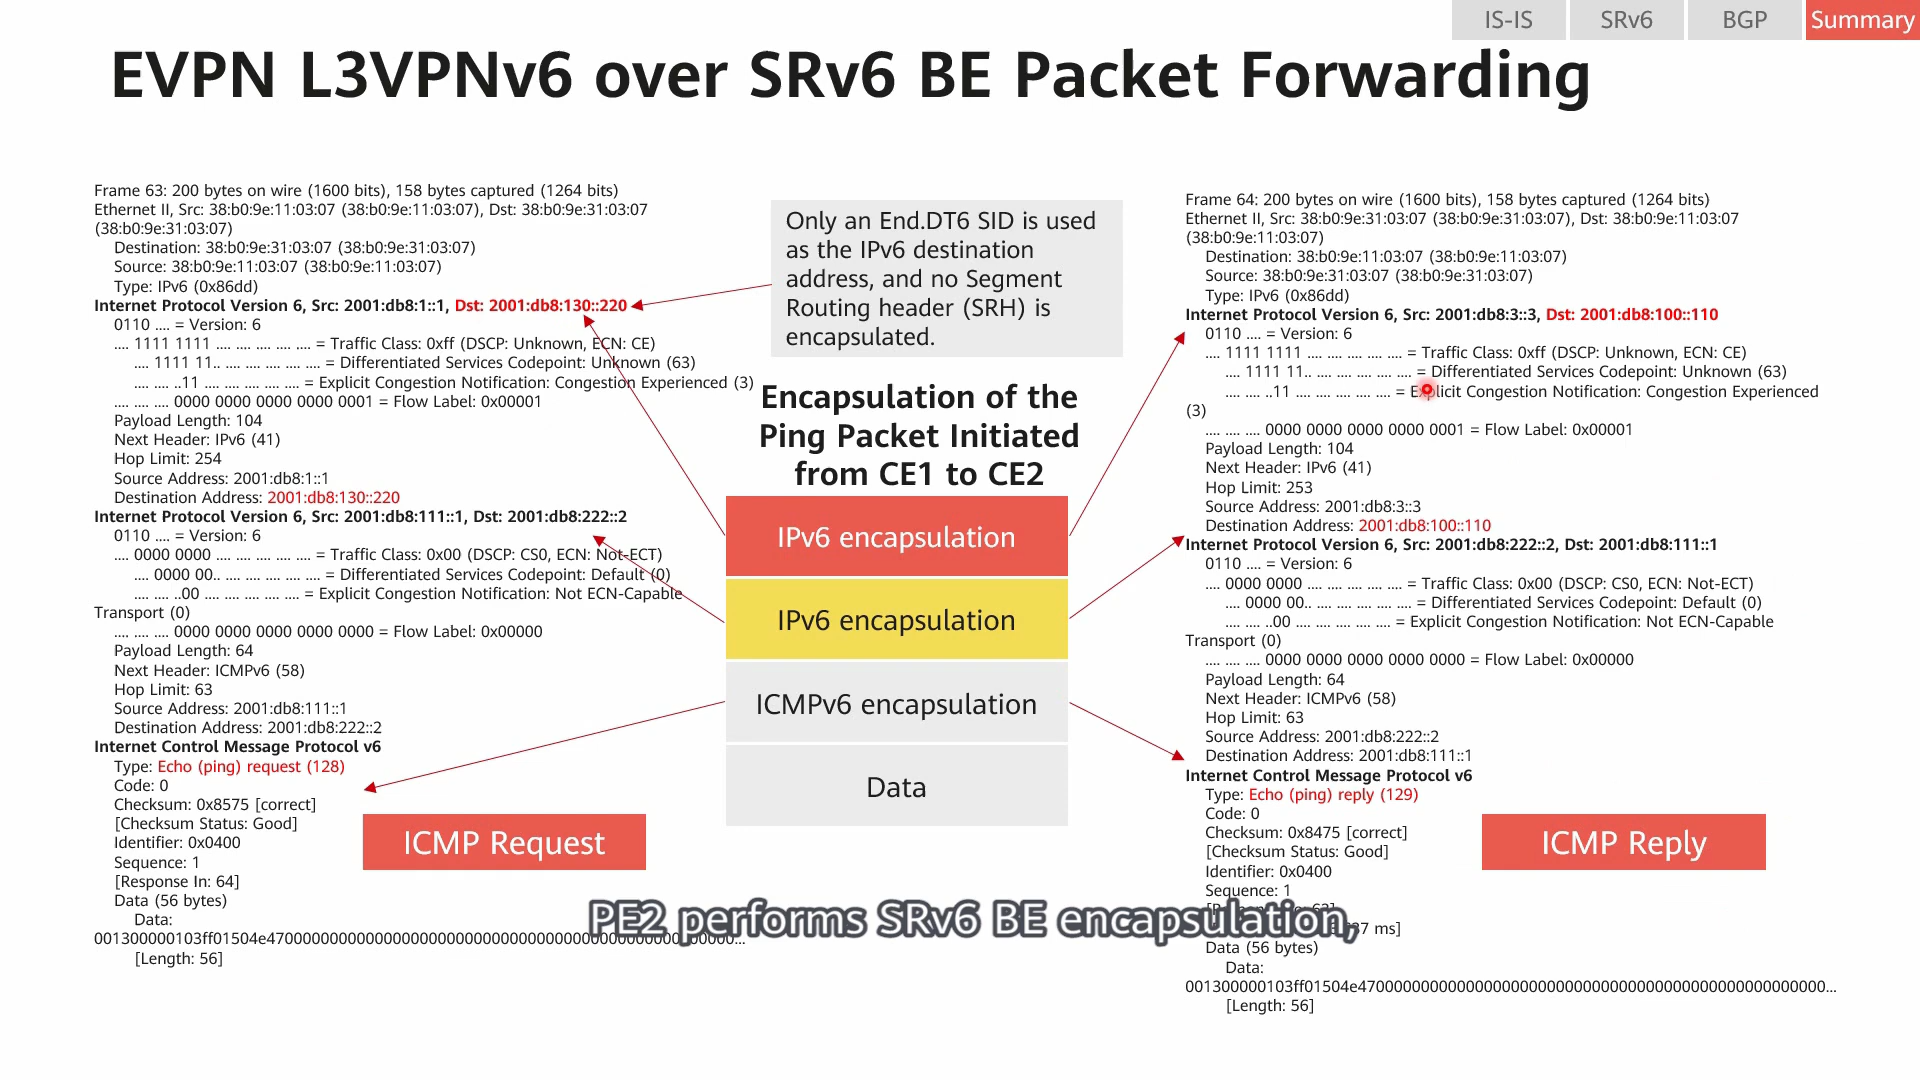 IS-IS
SRv6
BGP
Summary
EVPN L3VPNv6 over SRv6 BE Packet Forwarding
Frame 63: 200 bytes on wire (1600 bits), 158 bytes captured (1264 bits)
Ethernet II, Src: 38:b0:9e:11:03:07 (38:b0:9e:11:03:07), Dst: 38:b0:9e:31:03:07
(38:b0:9e:31:03:07)
Destination: 38:b0:9e:31:03:07 (38:b0:9e:31:03:07)
Source: 38:b0:9e:11:03:07 (38:b0:9e:11:03:07)
Type: IPv6 (0x86dd)
Internet Protocol Version 6, Src: 2001:db8:1::1, Dst: 2001:db8:130::220
0110 .... = Version: 6
.... 1111 1111 .... .... .... .... .... = Traffic Class: 0xff (DSCP: Unknown, ECN: CE)
.... 1111 11.. .... .... .... .... .... = Differentiated Services Codepoint: Unknown (63)
.... .... ..11 .... .... .... .... .... = Explicit Congestion Notification: Congestion Experienced (3)
.... .... .... 0000 0000 0000 0000 0001 = Flow Label: 0x00001
Payload Length: 104
Next Header: IPv6 (41)
Hop Limit: 254
Source Address: 2001:db8:1::1
Destination Address: 2001:db8:130::220
Internet Protocol Version 6, Src: 2001:db8:111::1, Dst: 2001:db8:222::2
0110 .... = Version: 6
.... 0000 0000 .... .... .... .... .... = Traffic Class: 0x00 (DSCP: CS0, ECN: Not-ECT)
.... 0000 00.. .... .... .... .... .... = Differentiated Services Codepoint: Default (0)
.... .... ..00 .... .... .... .... .... = Explicit Congestion Notification: Not ECN-Capable
Transport (0)
.... .... .... 0000 0000 0000 0000 0000 = Flow Label: 0x00000
Payload Length: 64
Next Header: ICMPv6 (58)
Hop Limit: 63
Source Address: 2001:db8:111::1
Destination Address: 2001:db8:222::2
Internet Control Message Protocol v6
Type: Echo (ping) request (128)
Code: 0
Checksum: 0x8575 [correct]
[Checksum Status: Good]
Identifier: 0x0400
Sequence: 1
[Response In: 64]
Data (56 bytes)
Data:
[Length: 56]
ICMP Request
Only an End.DT6 SID is used
as the IPv6 destination
address, and no Segment
Routing header (SRH) is
encapsulated.
Encapsulation of the
Ping Packet Initiated
from CE1 to CE2
IPv6 encapsulation
IPv6 encapsulation
ICMPv6 encapsulation
Data
Frame 64: 200 bytes on wire (1600 bits), 158 bytes captured (1264 bits)
Ethernet II, Src: 38:b0:9e:31:03:07 (38:b0:9e:31:03:07), Dst: 38:b0:9e:11:03:07
(38:b0:9e:11:03:07)
Destination: 38:b0:9e:11:03:07 (38:b0:9e:11:03:07)
Source: 38:b0:9e:31:03:07 (38:b0:9e:31:03:07)
Type: IPv6 (0x86dd)
Internet Protocol Version 6, Src: 2001:db8:3::3, Dst: 2001:db8:100::110
0110 .... = Version: 6
.... 1111 1111 .... .... .... .... .... = Traffic Class: 0xff (DSCP: Unknown, ECN: CE)
.... 1111 11.. .... .... .... .... .... = Differentiated Services Codepoint: Unknown (63)
.... .... ..11 .... .... .... .... .... = Explicit Congestion Notification: Congestion Experienced
(3)
.... .... .... 0000 0000 0000 0000 0001 = Flow Label: 0x00001
Payload Length: 104
Next Header: IPv6 (41)
Hop Limit: 253
Source Address: 2001:db8:3::3
Destination Address: 2001:db8:100::110
Internet Protocol Version 6, Src: 2001:db8:222::2, Dst: 2001:db8:111::1
0110 .... = Version: 6
.... 0000 0000 .... .... .... .... .... = Traffic Class: 0x00 (DSCP: CS0, ECN: Not-ECT)
.... 0000 00.. .... .... .... .... .... = Differentiated Services Codepoint: Default (0)
.... .... ..00 .... .... .... .... .... = Explicit Congestion Notification: Not ECN-Capable
Transport (0)
.... .... .... 0000 0000 0000 0000 0000 = Flow Label: 0x00000
Payload Length: 64
Next Header: ICMPv6 (58)
Hop Limit: 63
Source Address: 2001:db8:222::2
Destination Address: 2001:db8:111::1
Internet Control Message Protocol v6
Type: Echo (ping) reply (129)
Code: 0
Checksum: 0x8475 [correct]
[Checksum Status: Good]
Identifier: 0x0400
Sequence: 1
ms]
Data (56 bytes)
Data:
[Length: 56]
ICMP Reply
PE2 performs SRv6 BE encapsulation,